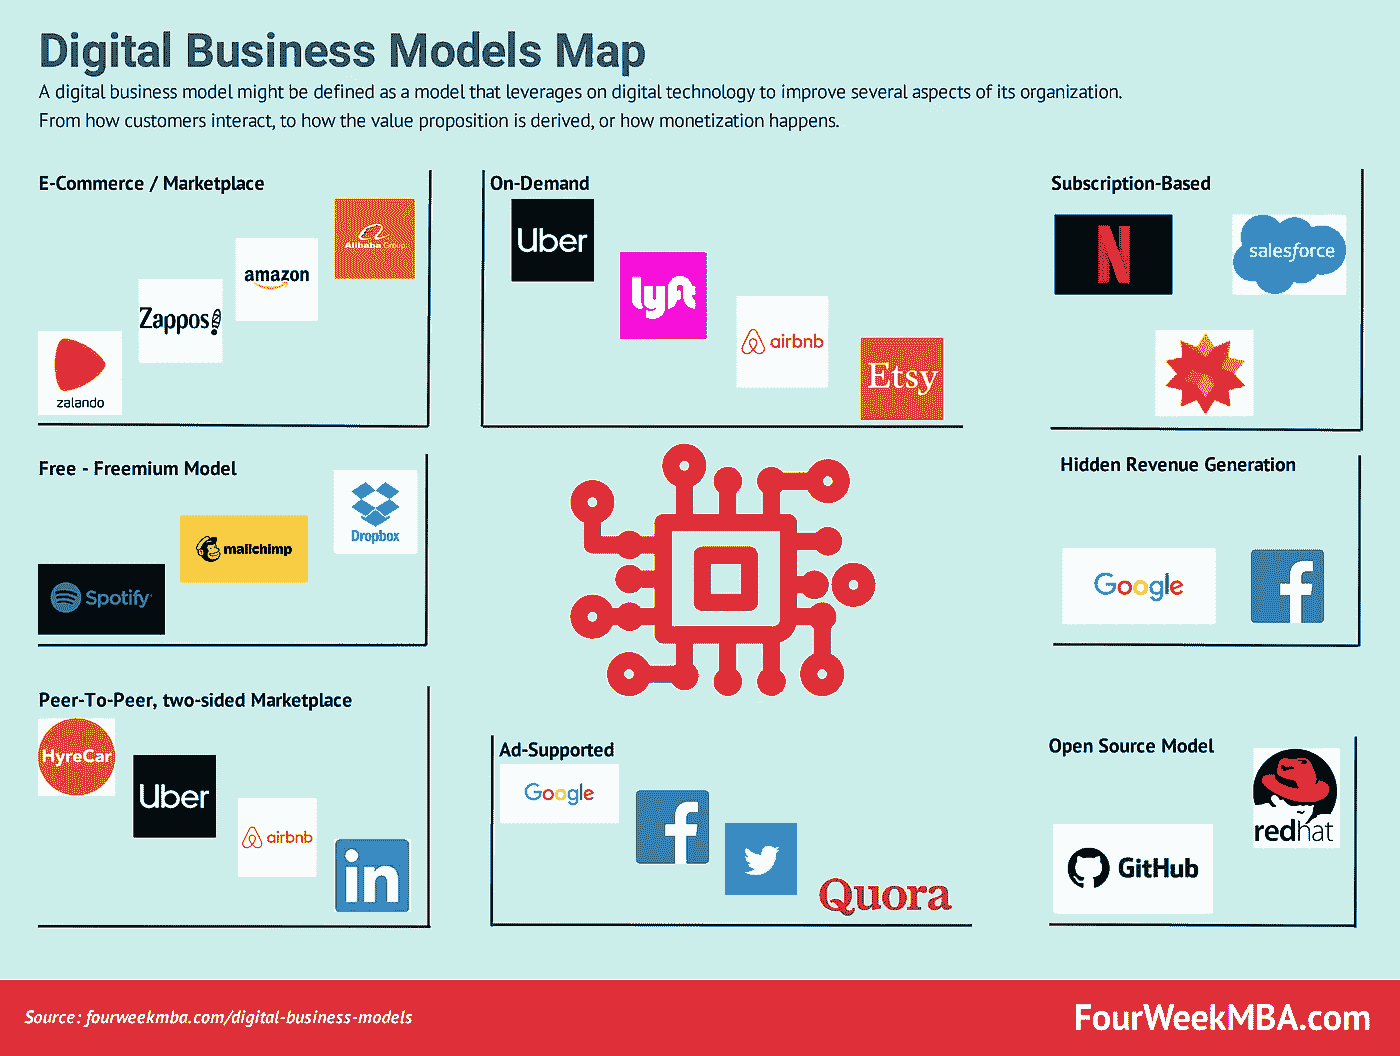 Digital Business Models Map
A digital business model might be defined as a model that leverages on digital technology to improve several aspects of its organization.
From how customers interact, to how the value proposition is derived, or how monetization happens.
E-Commerce / Marketplace
Alibaba Group
amazon
Zappos!
zalando
On-Demand
Uber
lyft
airbnb
Etsy
Subscription-Based
N
salesforce
Free - Freemium Model
Dropbox
mailchimp
Spotify
Hidden Revenue Generation
Google
f
Peer-To-Peer, two-sided Marketplace
HyreCar
Uber
airbnb
in
Ad-Supported
Google
f
Quora
Open Source Model
redhat
GitHub
Source: fourweekmba.com/digital-business-models
FourWeekMBA.com